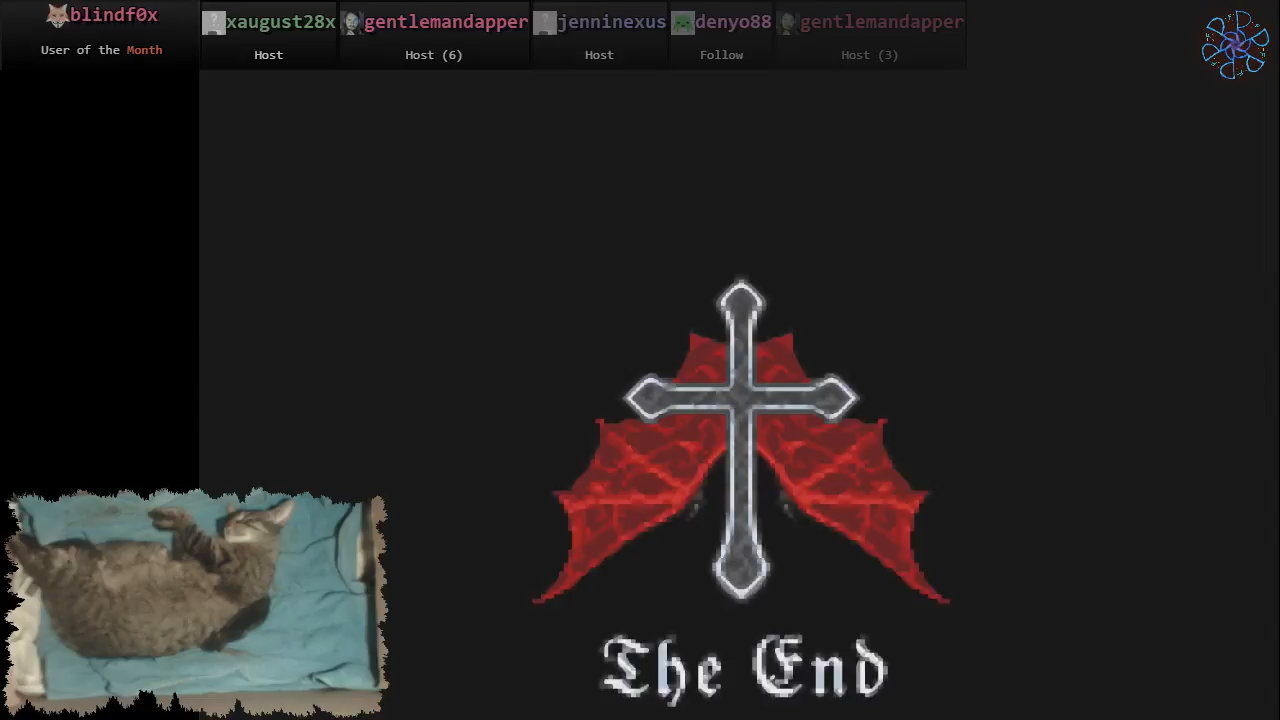 blindf0x
User of the Month
xaugust28x
Host
gentlemandapper
Host (6)
jenninexus
Host
denyo88
Follow
gentlemandapper
Host (3)
The End